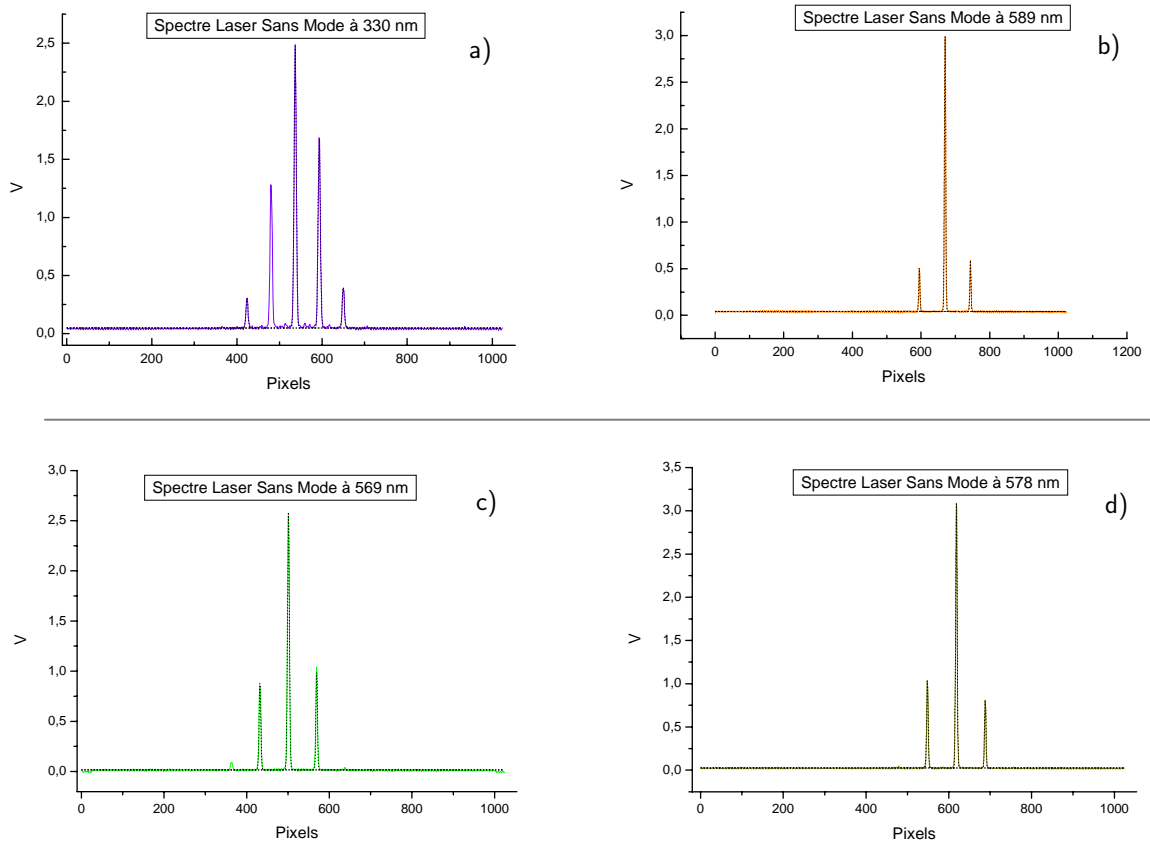 Spectre Laser Sans Mode à 330 nm
a)
2,5
2,0
1,5
1,0
0,5
0,0
V
0 200 400 600 800 1000
Pixels
Spectre Laser Sans Mode à 589 nm
b)
3,0
2,5
2,0
1,5
1,0
0,5
0,0
V
0 200 400 600 800 1000 1200
Pixels
Spectre Laser Sans Mode à 569 nm
c)
3,0
2,5
2,0
1,5
1,0
0,5
0,0
V
0 200 400 600 800 1000
Pixels
Spectre Laser Sans Mode à 578 nm
d)
3,5
3,0
2,5
2,0
1,5
1,0
0,5
0,0
V
0 200 400 600 800 1000
Pixels